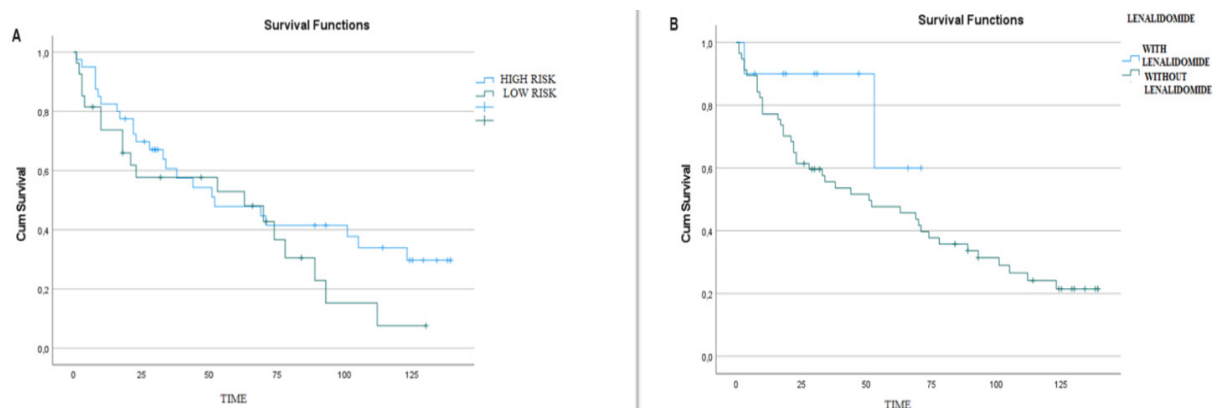 A
Survival Functions
1,0
0,8
0,6
0,4
0,2
0,0
Cum Survival
0 25 50 75 100 125
TIME
HIGH RISK
LOW RISK
B
Survival Functions
1,0
0,8
0,6
0,4
0,2
0,0
Cum Survival
0 25 50 75 100 125
TIME
LENALIDOMIDE
WITH
LENALIDOMIDE
WITHOUT
LENALIDOMIDE